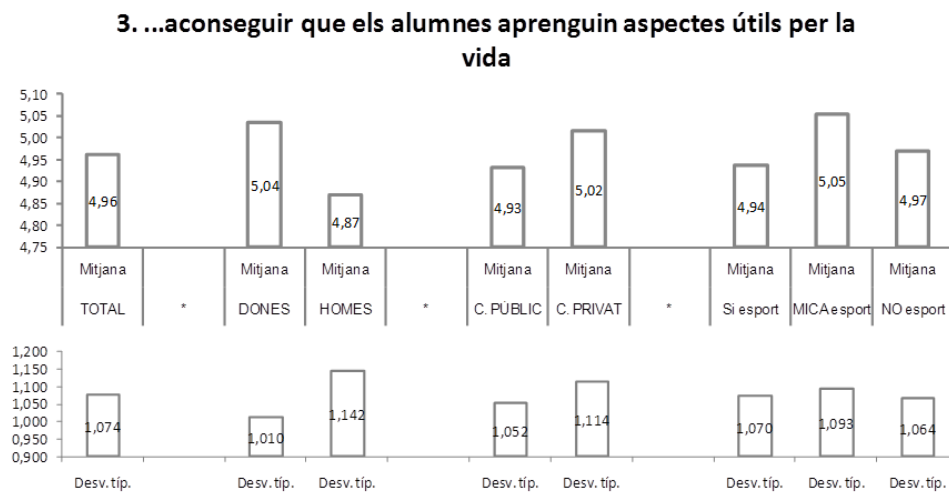 3. ...aconseguir que els alumnes aprenguin aspectes útils per la
vida
5,10
5,05
5,00
4,95
4,90
4,85
4,80
4,75
4,96 5,04 4,87 4,93 5,02 4,94 5,05 4,97
Mitjana Mitjana Mitjana Mitjana Mitjana Mitjana Mitjana Mitjana
TOTAL * DONES HOMES * C. PÚBLIC C. PRIVAT * Si esport MICA esport NO esport
1,200
1,150
1,100
1,050
1,000
0,950
0,900
1,074 1,010 1,142 1,052 1,114 1,070 1,093 1,064
Desv. típ. Desv. típ. Desv. típ. Desv. típ. Desv. típ. Desv. típ. Desv. típ. Desv. típ.